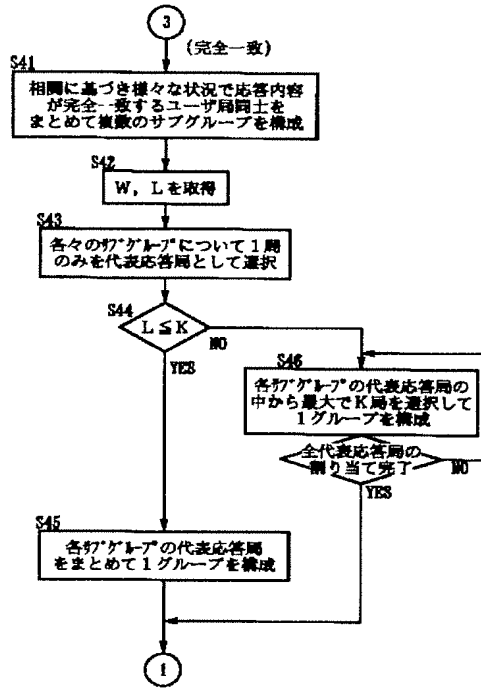 3
(完全一致)
S41
相関に基づき様々な状況で応答内容
が完全一致するユーザ局同士を
まとめて複数のサブグループを構成
S42
W, Lを取得
S43
各々のｻﾌﾞｸﾞﾙｰﾌﾟについて1局
のみを代表応答局として選択
S44
L≦K
NO
YES
S46
各ｻﾌﾞｸﾞﾙｰﾌﾟの代表応答局の
中から最大でK局を選択して
1グループを構成
全代表応答局の
割り当て完了
NO
YES
S45
各ｻﾌﾞｸﾞﾙｰﾌﾟの代表応答局
をまとめて1グループを構成
1